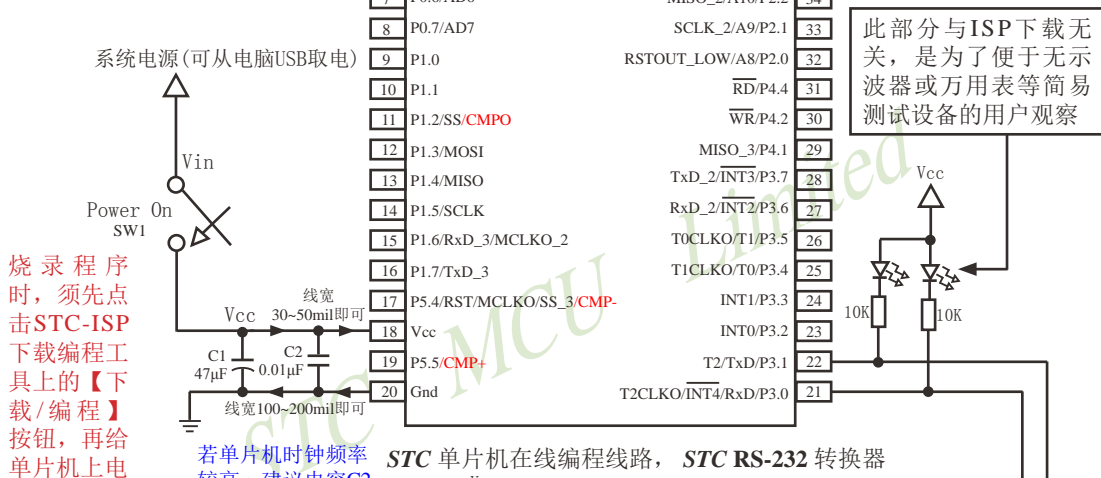 8 P0.7/AD7
9 P1.0
10 P1.1
11 P1.2/SS/CMPO
12 P1.3/MOSI
13 P1.4/MISO
14 P1.5/SCLK
15 P1.6/RxD_3/MCLKO_2
16 P1.7/TxD_3
17 P5.4/RST/MCLKO/SS_3/CMP-
18 Vcc
19 P5.5/CMP+
20 Gnd
SCLK_2/A9/P2.1 33
RSTOUT_LOW/A8/P2.0 32
RD/P4.4 31
WR/P4.2 30
MISO_3/P4.1 29
TxD_2/INT3/P3.7 28
RxD_2/INT2/P3.6 27
T0CLKO/T1/P3.5 26
T1CLKO/T0/P3.4 25
INT1/P3.3 24
INT0/P3.2 23
T2/TxD/P3.1 22
T2CLKO/INT4/RxD/P3.0 21
系统电源(可从电脑USB取电)
Vin
Power On
SW1
烧录程序
时，须先点
击STC-ISP
下载编程工
具上的【下
载/编程】
按钮，再给
单片机上电
线宽
30~50mil即可
Vcc
C1
47μF
C2
0.01μF
线宽100~200mil即可
此部分与ISP下载无
关，是为了便于无示
波器或万用表等简易
测试设备的用户观察
Vcc
10K
10K
若单片机时钟频率
STC 单片机在线编程线路， STC RS-232 转换器
STC MCU Limited